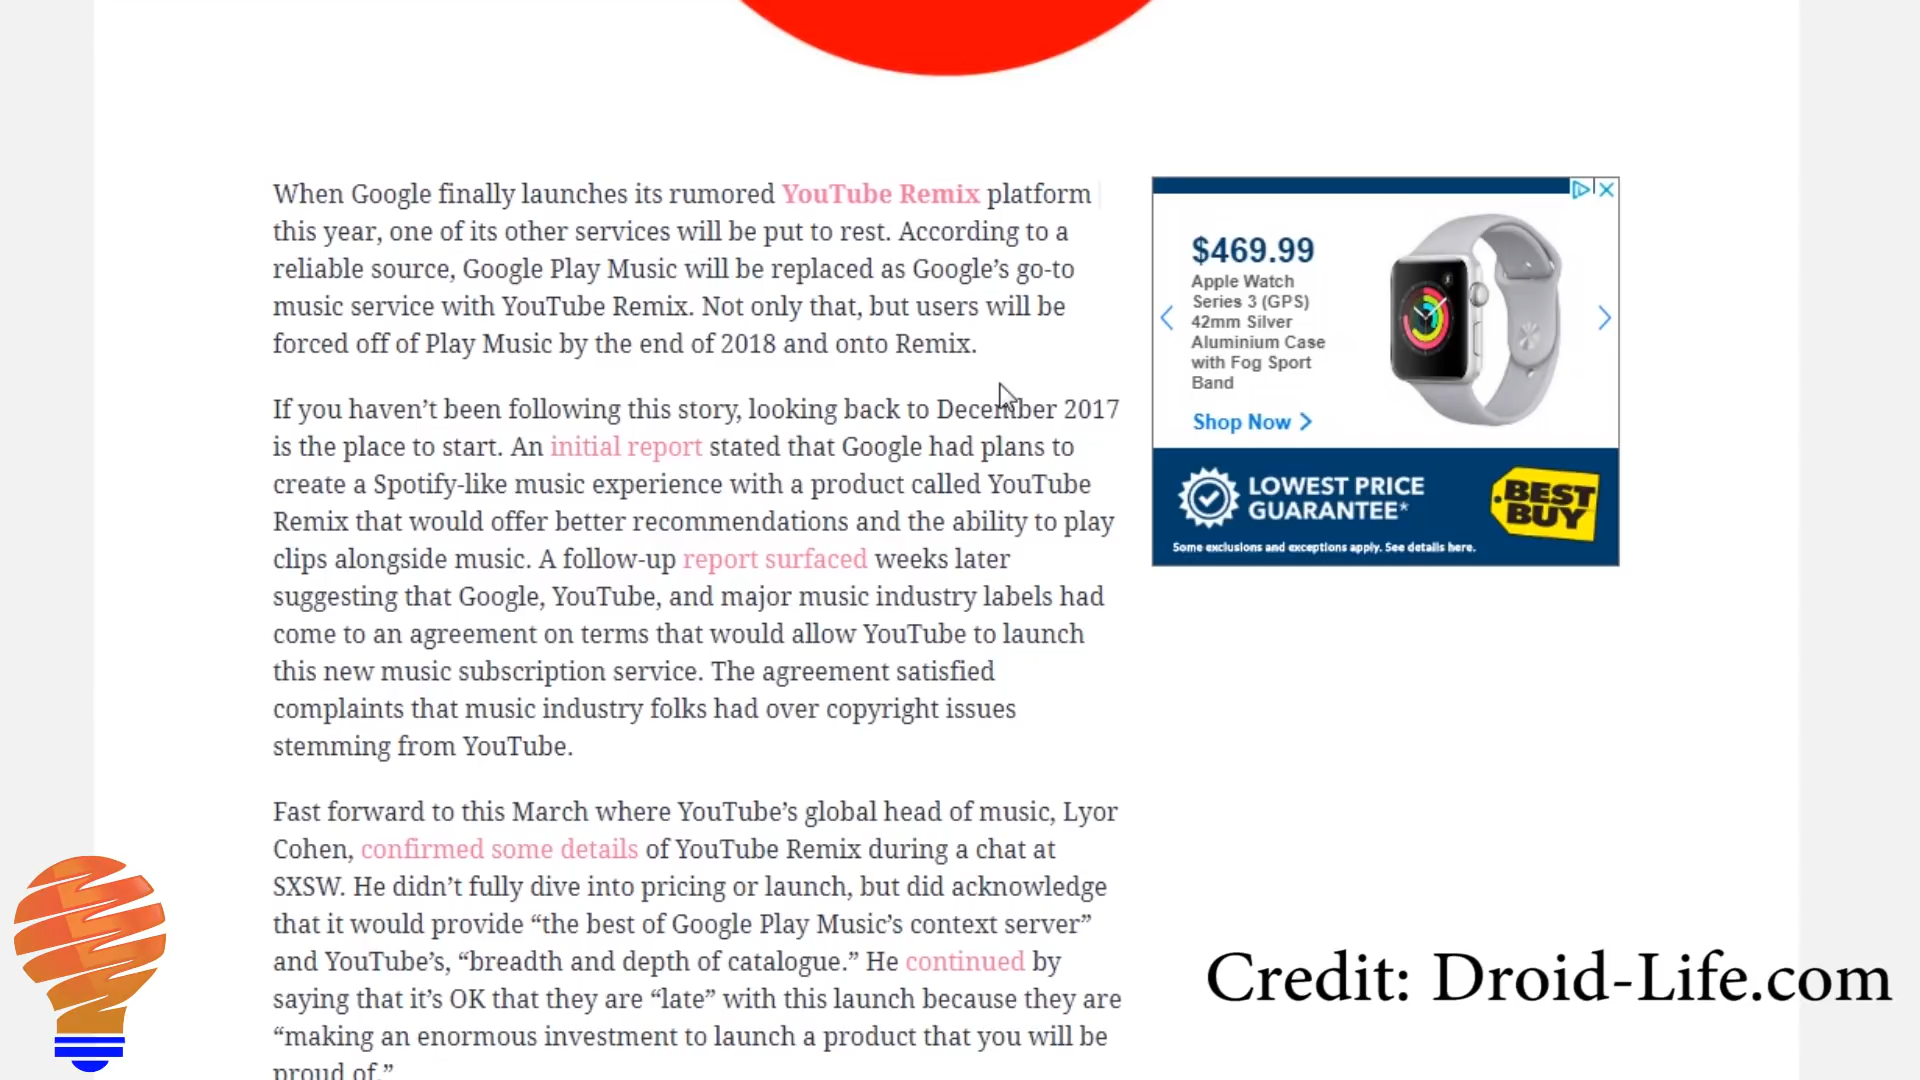 When Google finally launches its rumored YouTube Remix platform
this year, one of its other services will be put to rest. According to a
reliable source, Google Play Music will be replaced as Google’s go-to
music service with YouTube Remix. Not only that, but users will be
forced off of Play Music by the end of 2018 and onto Remix.
If you haven’t been following this story, looking back to December 2017
is the place to start. An initial report stated that Google had plans to
create a Spotify-like music experience with a product called YouTube
Remix that would offer better recommendations and the ability to play
clips alongside music. A follow-up report surfaced weeks later
suggesting that Google, YouTube, and major music industry labels had
come to an agreement on terms that would allow YouTube to launch
this new music subscription service. The agreement satisfied
complaints that music industry folks had over copyright issues
stemming from YouTube.
Fast forward to this March where YouTube’s global head of music, Lyor
Cohen, confirmed some details of YouTube Remix during a chat at
SXSW. He didn’t fully dive into pricing or launch, but did acknowledge
that it would provide “the best of Google Play Music’s context server”
and YouTube’s, “breadth and depth of catalogue.” He continued by
saying that it’s OK that they are “late” with this launch because they are
“making an enormous investment to launch a product that you will be
proud of.”
$469.99
Apple Watch
Series 3 (GPS)
42mm Silver
Aluminium Case
with Fog Sport
Band
Shop Now
LOWEST PRICE
GUARANTEE*
BEST
BUY
Some exclusions and exceptions apply. See details here.
Credit: Droid-Life.com